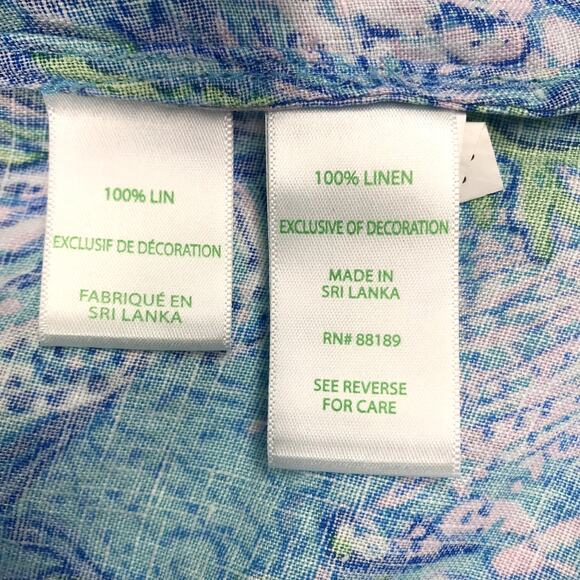 100% LIN
EXCLUSIF DE DÉCORATION
FABRIQUÉ EN
SRI LANKA
100% LINEN
EXCLUSIVE OF DECORATION
MADE IN
SRI LANKA
RN# 88189
SEE REVERSE
FOR CARE